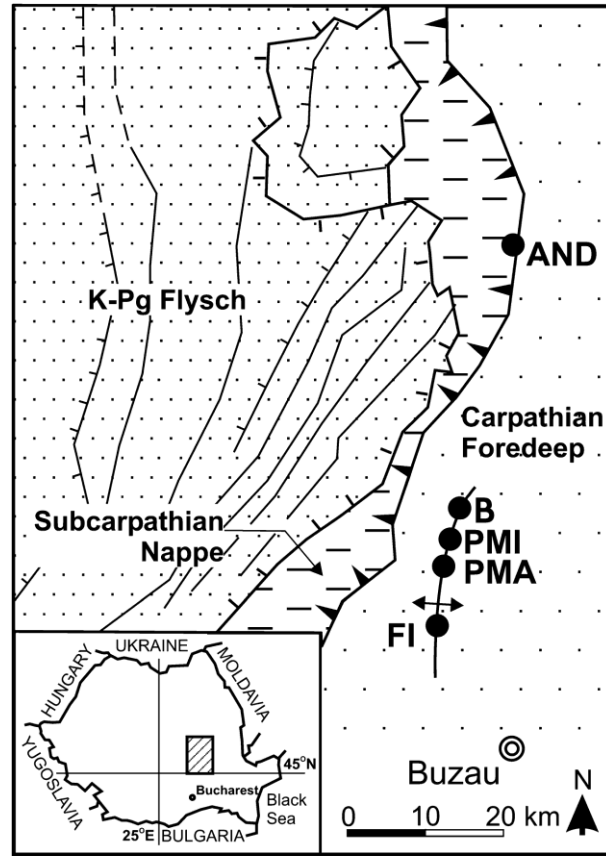 AND
K-Pg Flysch
Carpathian
Foredeep
B
Subcarpathian
Nappe
PMI
PMA
FI
UKRAINE
MOLDAVIA
HUNGARY
YUGOSLAVIA
45°N
Bucharest
Black
Sea
25°E
BULGARIA
Buzau
N
0 10 20 km